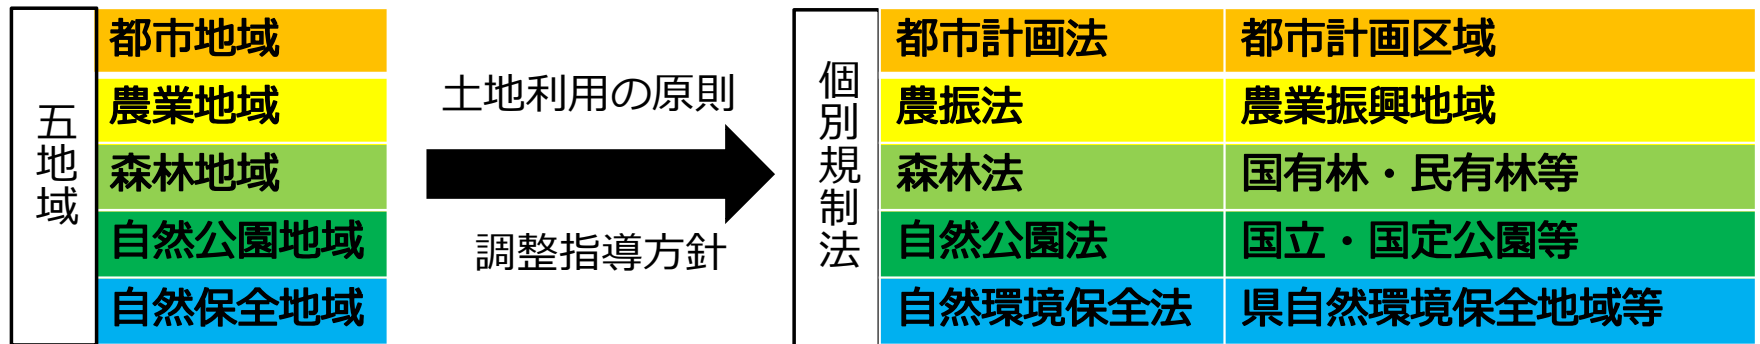 五地域
都市地域
農業地域
森林地域
自然公園地域
自然保全地域
土地利用の原則
調整指導方針
個別規制法
都市計画法 都市計画区域
農振法 農業振興地域
森林法 国有林・民有林等
自然公園法 国立・国定公園等
自然環境保全法 県自然環境保全地域等